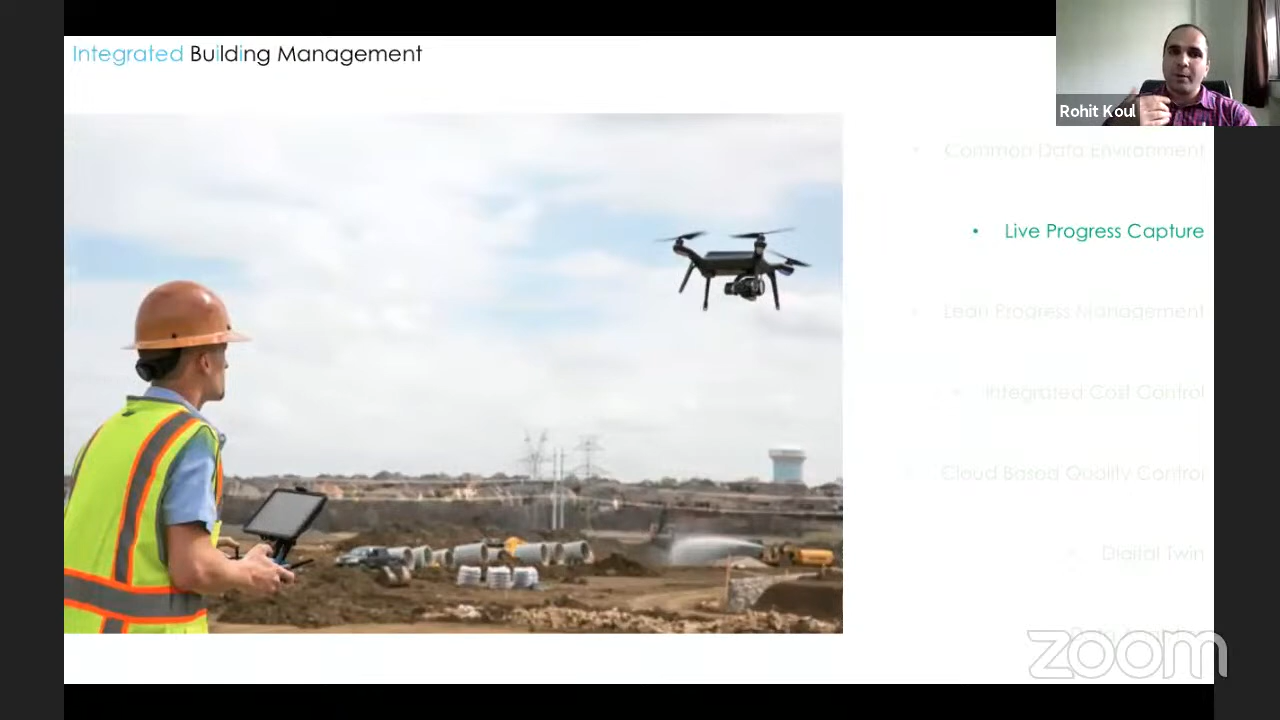 Integrated Building Management
Rohit Koul
• Common Data Environment
• Live Progress Capture
• Lean Progress Management
• Integrated Cost Control
• Cloud Based Quality Control
• Digital Twin
zoom